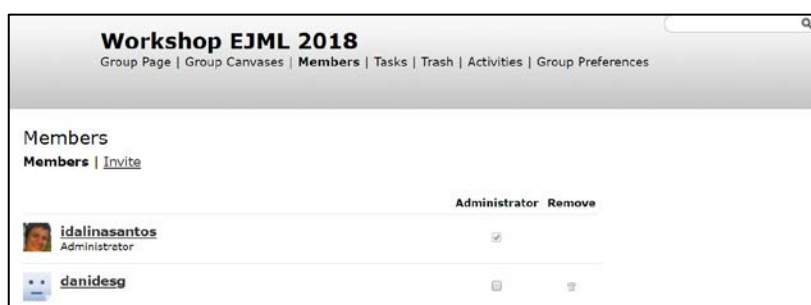 Workshop EJML 2018
Group Page | Group Canvases | Members | Tasks | Trash | Activities | Group Preferences
Members
Members | Invite
Administrator Remove
idalinasantos
Administrator
danidesg